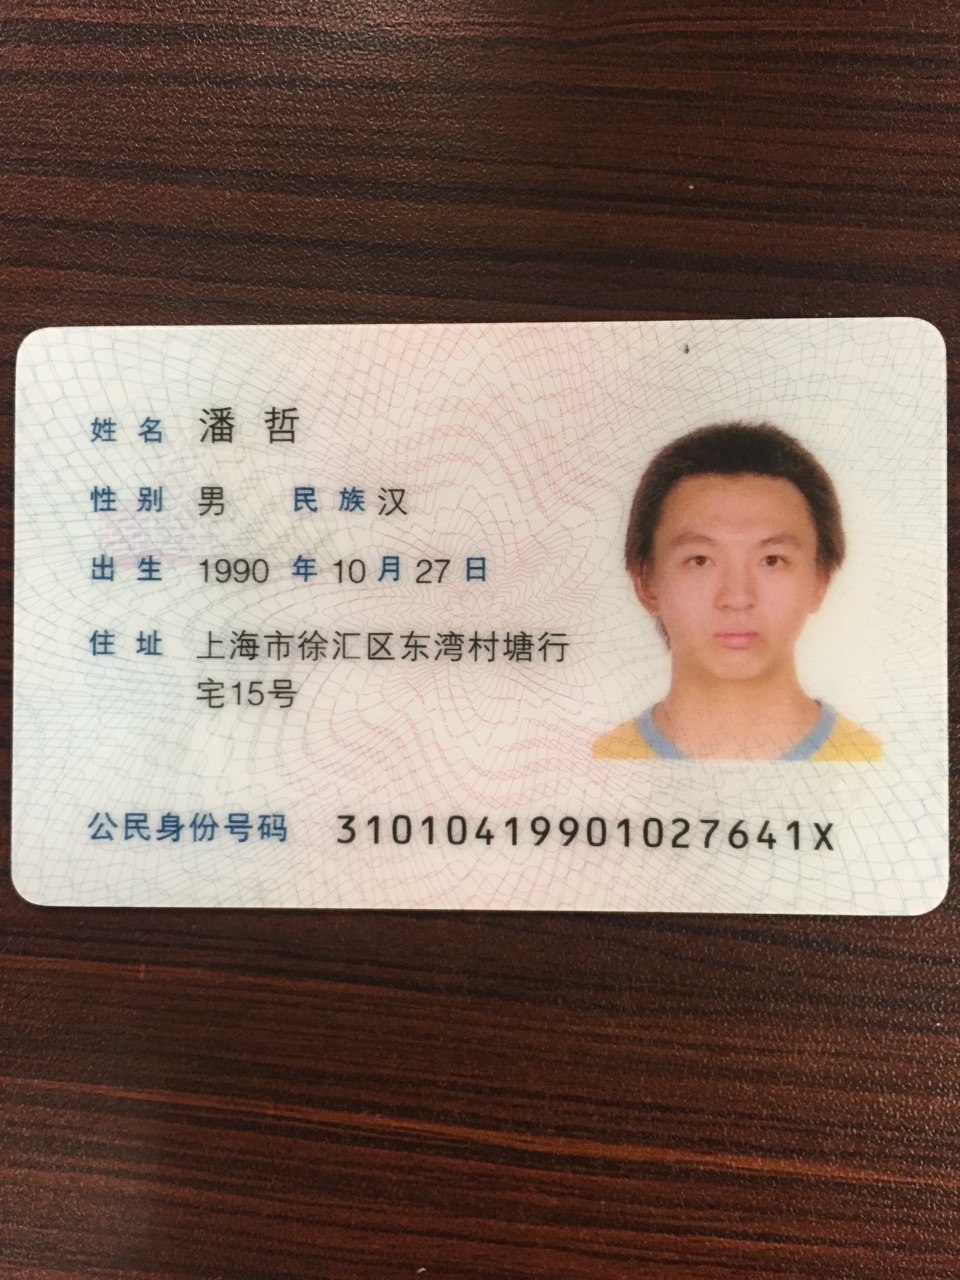 姓名 潘哲
性别 男 民族 汉
出生 1990 年 10 月 27 日
住址 上海市徐汇区东湾村塘行
宅15号
公民身份号码 31010419901027641X